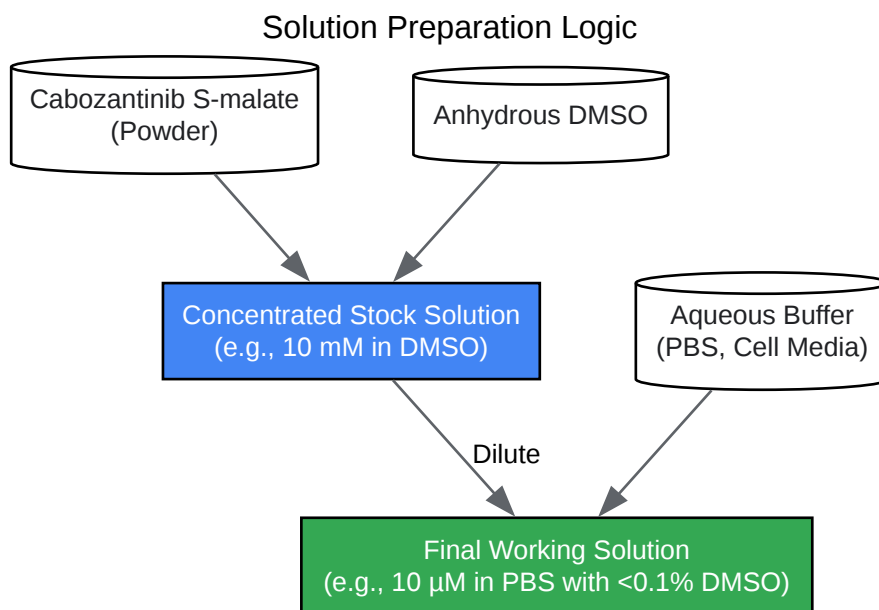 Solution Preparation Logic
Cabozantinib S-malate
(Powder)
Anhydrous DMSO
Concentrated Stock Solution
(e.g., 10 mM in DMSO)
Aqueous Buffer
(PBS, Cell Media)
Dilute
Final Working Solution
(e.g., 10 µM in PBS with <0.1% DMSO)